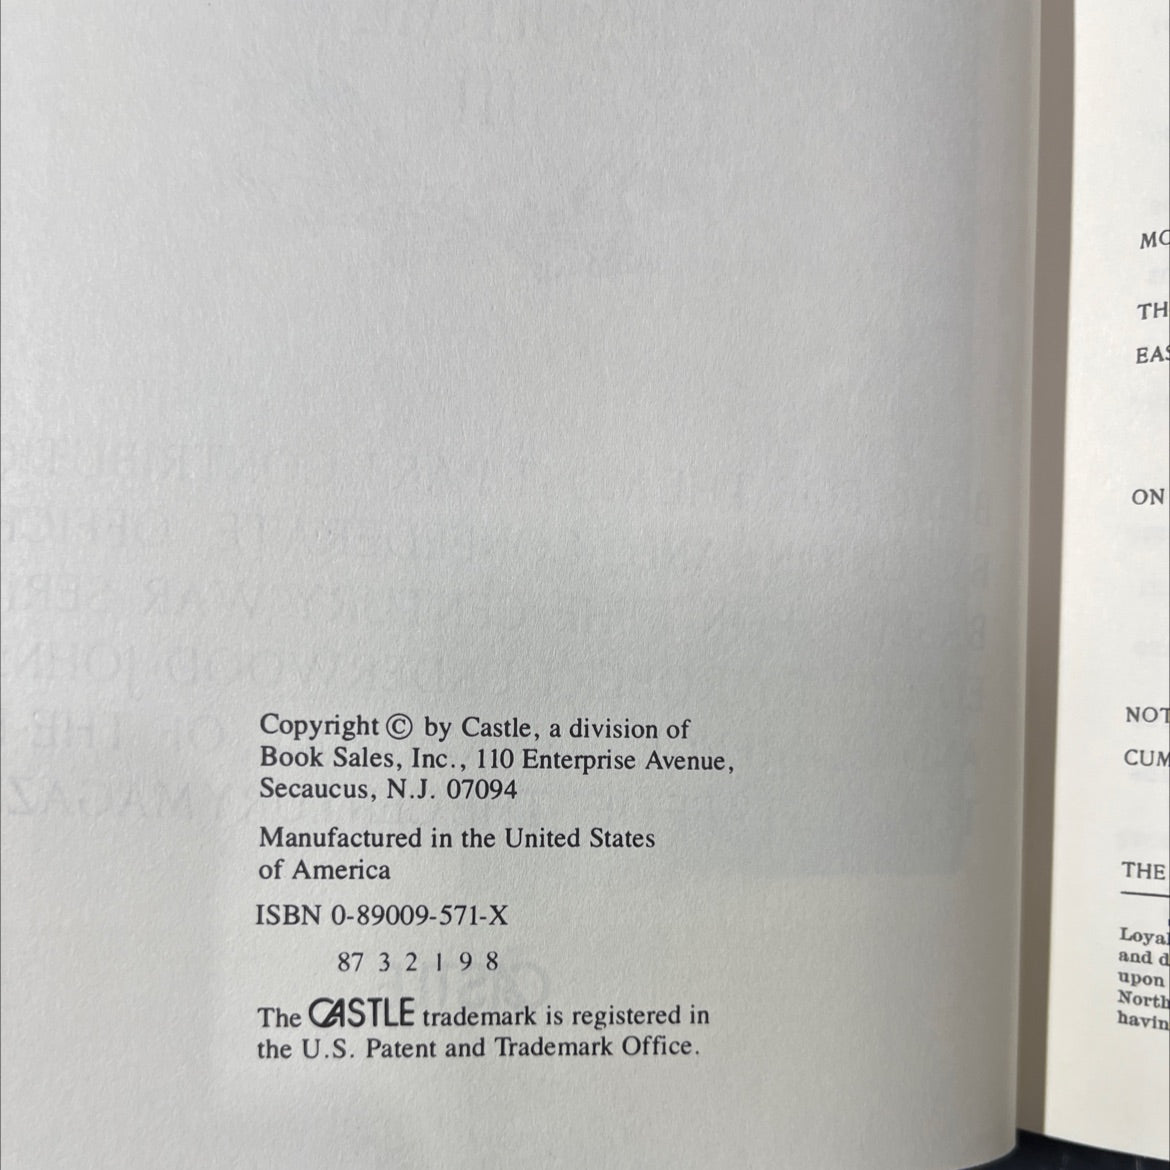 Copyright © by Castle, a division of
Book Sales, Inc., 110 Enterprise Avenue,
Secaucus, N.J. 07094
Manufactured in the United States
of America
ISBN 0-89009-571-X
87 3 2 1 9 8
The CASTLE trademark is registered in
the U.S. Patent and Trademark Office.
MO
TH
EAS
ON
NOT
CUM
THE
Loyal
and d
upon
North
havin